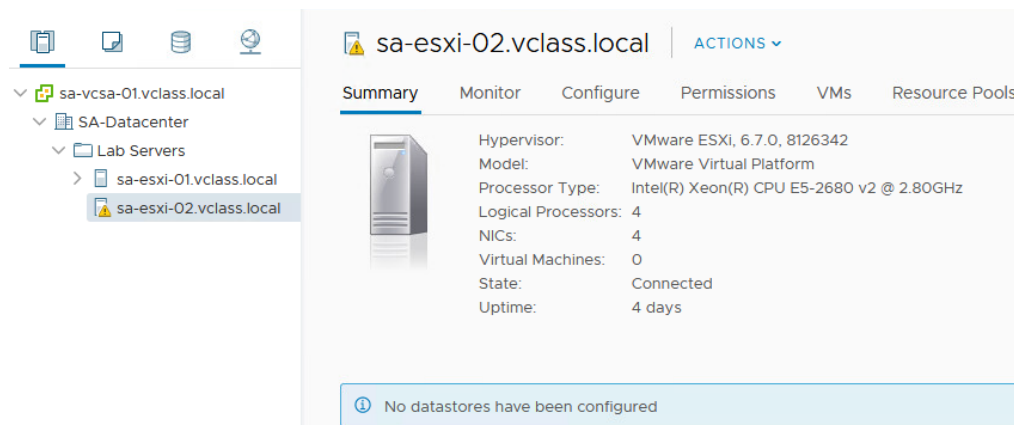 sa-vcsa-01.vclass.local
SA-Datacenter
Lab Servers
sa-esxi-01.vclass.local
sa-esxi-02.vclass.local
sa-esxi-02.vclass.local ACTIONS
Summary Monitor Configure Permissions VMs Resource Pools
Hypervisor: VMware ESXi, 6.7.0, 8126342
Model: VMware Virtual Platform
Processor Type: Intel(R) Xeon(R) CPU E5-2680 v2 @ 2.80GHz
Logical Processors: 4
NICs: 4
Virtual Machines: 0
State: Connected
Uptime: 4 days
No datastores have been configured